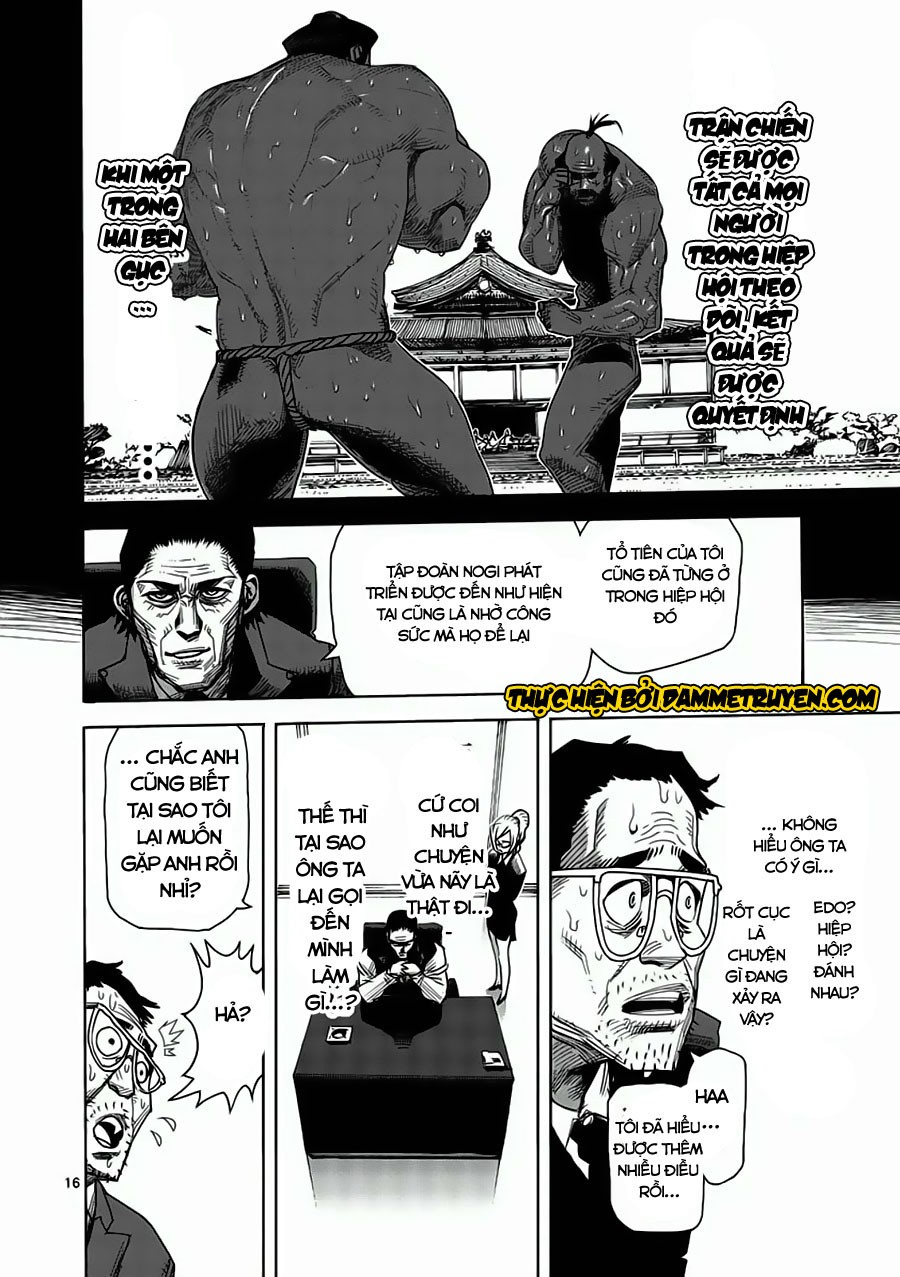 TRẬN CHIẾN
SẼ ĐƯỢC
TẤT CẢ MỌI
NGƯỜI
TRONG HIỆP
HỘI THEO
DÕI, KẾT
QUẢ SẼ
ĐƯỢC
QUYẾT ĐỊNH
KHI MỘT
TRONG
HAI BÊN
GỤC
...
TỔ TIÊN CỦA TÔI
CŨNG ĐÃ TỪNG Ở
TRONG HIỆP HỘI
ĐÓ
TẬP ĐOÀN NOGI PHÁT
TRIỂN ĐƯỢC ĐẾN NHƯ HIỆN
TẠI CŨNG LÀ NHỜ CÔNG
SỨC MÀ HỌ ĐỂ LẠI
THỰC HIỆN BỞI DAMMETRUYEN.COM
... KHÔNG
HIỂU ÔNG TA
CÓ Ý GÌ...
EDO?
HIỆP
HỘI?
ĐÁNH
NHAU?
RỐT CỤC
LÀ
CHUYỆN
GÌ ĐANG
XẢY RA
VẬY?
HAA
TÔI ĐÃ HIỂU...
ĐƯỢC THÊM
NHIỀU ĐIỀU
RỒI...
CỨ COI
NHƯ
CHUYỆN
VỪA NÃY LÀ
THẬT ĐI...
THẾ THÌ
TẠI SAO
ÔNG TA
LẠI GỌI
ĐẾN
MÌNH
LÀM
GÌ...?
... CHẮC ANH
CŨNG BIẾT
TẠI SAO TÔI
LẠI MUỐN
GẶP ANH RỒI
NHỈ?
HẢ?
16